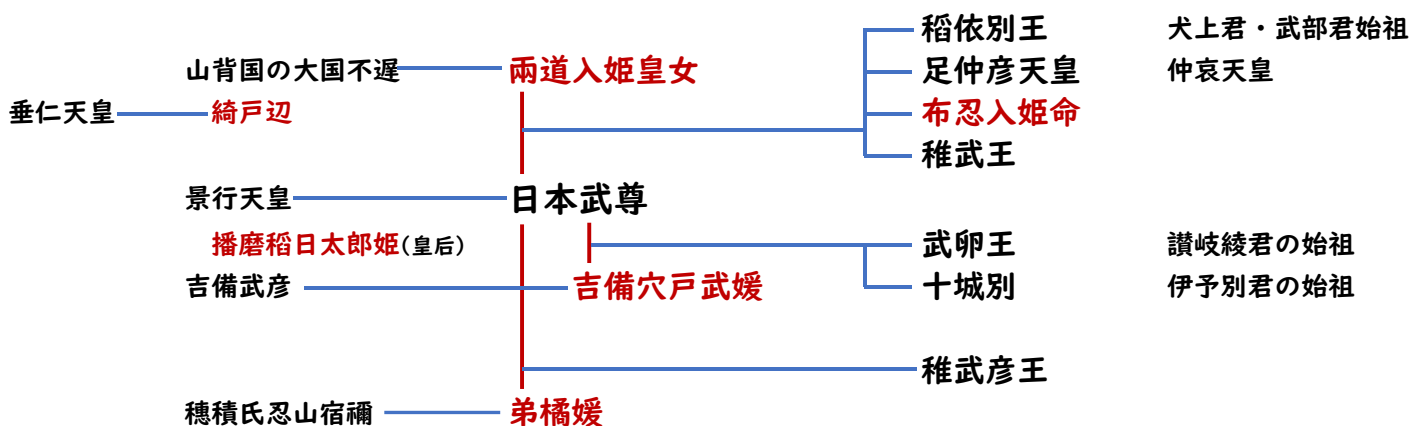 稻依別王 犬上君・武部君始祖
山背国の大国不遅 兩道入姫皇女 足仲彦天皇 仲哀天皇
垂仁天皇 綺戸辺 布忍入姫命
稚武王
景行天皇 日本武尊
播磨稻日太郎姫(皇后) 武卵王 讃岐綾君の始祖
吉備武彦 吉備穴戸武媛 十城別 伊予別君の始祖
稚武彦王
穂積氏忍山宿禰 弟橘媛